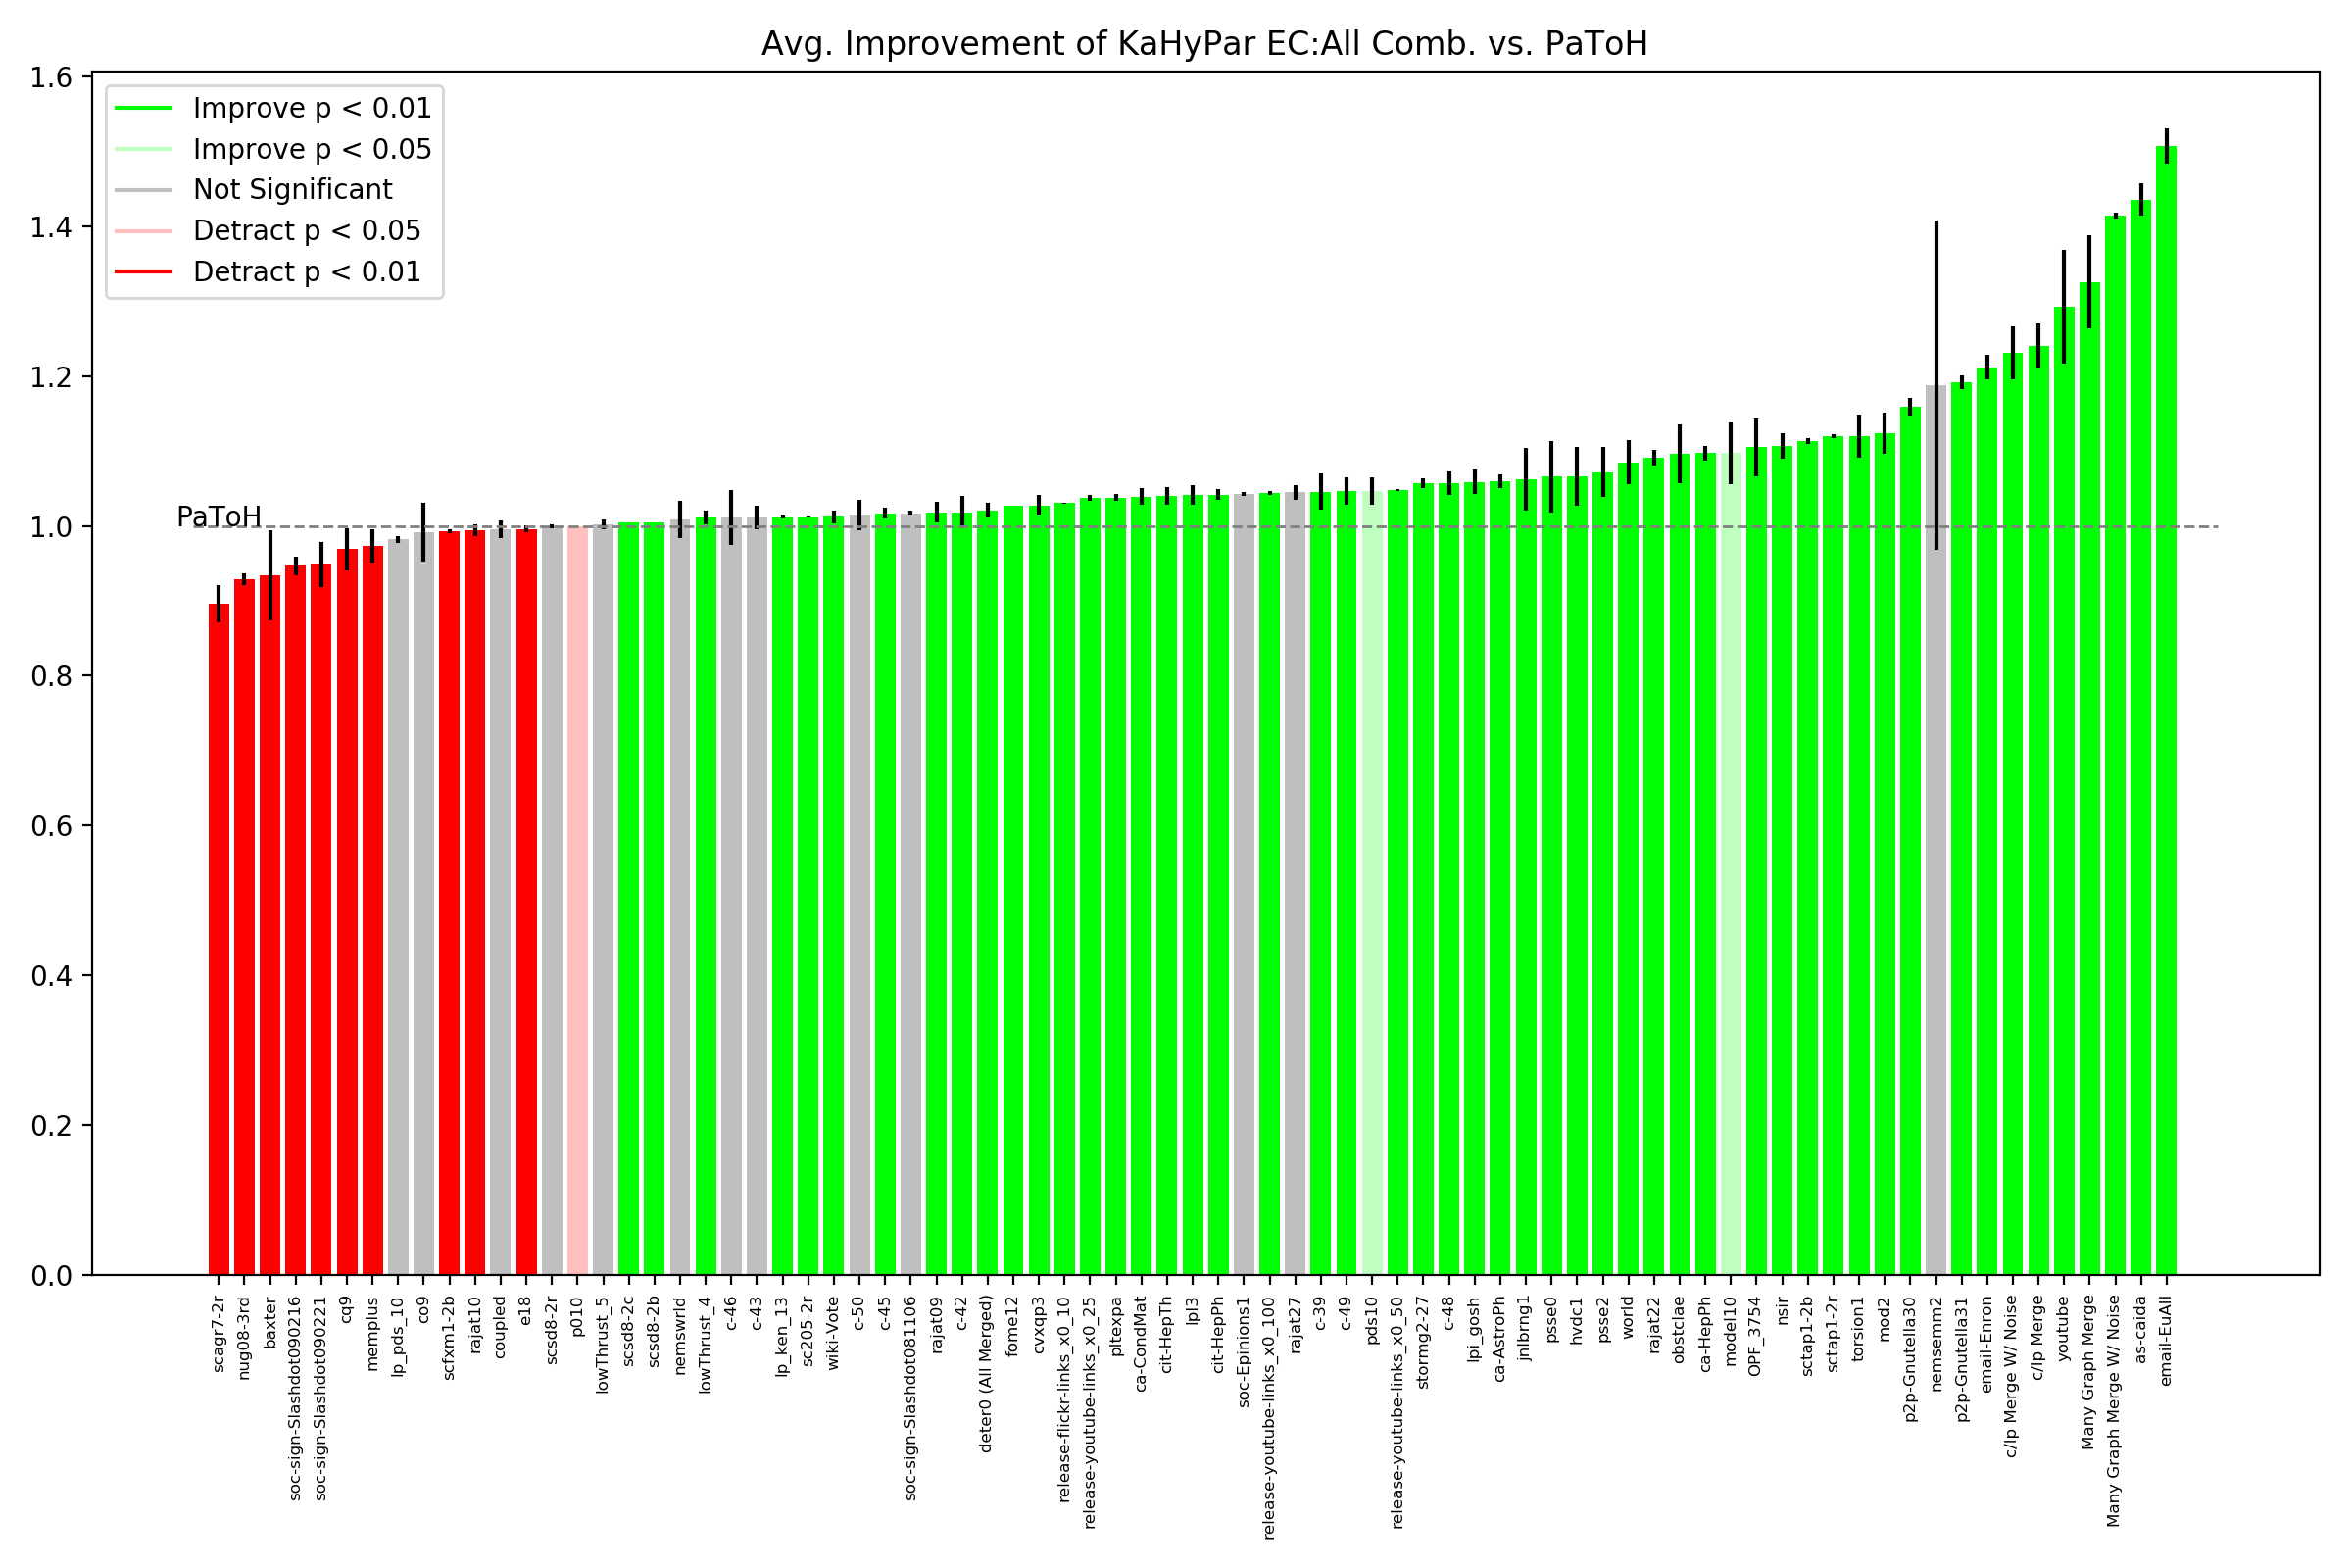 Avg. Improvement of KaHyPar EC:All Comb. vs. PaToH
1.6
1.4
1.2
1.0
0.8
0.6
0.4
0.2
0.0
Improve p < 0.01
Improve p < 0.05
Not Significant
Detract p < 0.05
Detract p < 0.01
PaToH
scagr7-2r
nug08-3rd
baxter
soc-sign-Slashdot090216
soc-sign-Slashdot090221
cq9
memplus
lp_pds_10
co9
scfxm1-2b
rajat10
coupled
e18
scsd8-2r
p010
lowThrust_5
scsd8-2c
scsd8-2b
nemswrld
lowThrust_4
c-46
c-43
lp_ken_13
sc205-2r
wiki-Vote
c-50
c-45
soc-sign-Slashdot081106
rajat09
c-42
deter0 (All Merged)
fome12
cvxqp3
release-flickr-links_x0_10
release-youtube-links_x0_25
pltexpa
ca-CondMat
cit-HepTh
lpl3
cit-HepPh
soc-Epinions1
release-youtube-links_x0_100
rajat27
c-39
c-49
pds10
release-youtube-links_x0_50
stormg2-27
c-48
lpi_gosh
ca-AstroPh
jnlbrng1
psse0
hvdc1
psse2
world
rajat22
obstclae
ca-HepPh
model10
OPF_3754
nsir
sctap1-2b
sctap1-2r
torsion1
mod2
p2p-Gnutella30
nemsemm2
p2p-Gnutella31
email-Enron
c/lp Merge W/ Noise
c/lp Merge
youtube
Many Graph Merge
Many Graph Merge W/ Noise
as-caida
email-EuAll